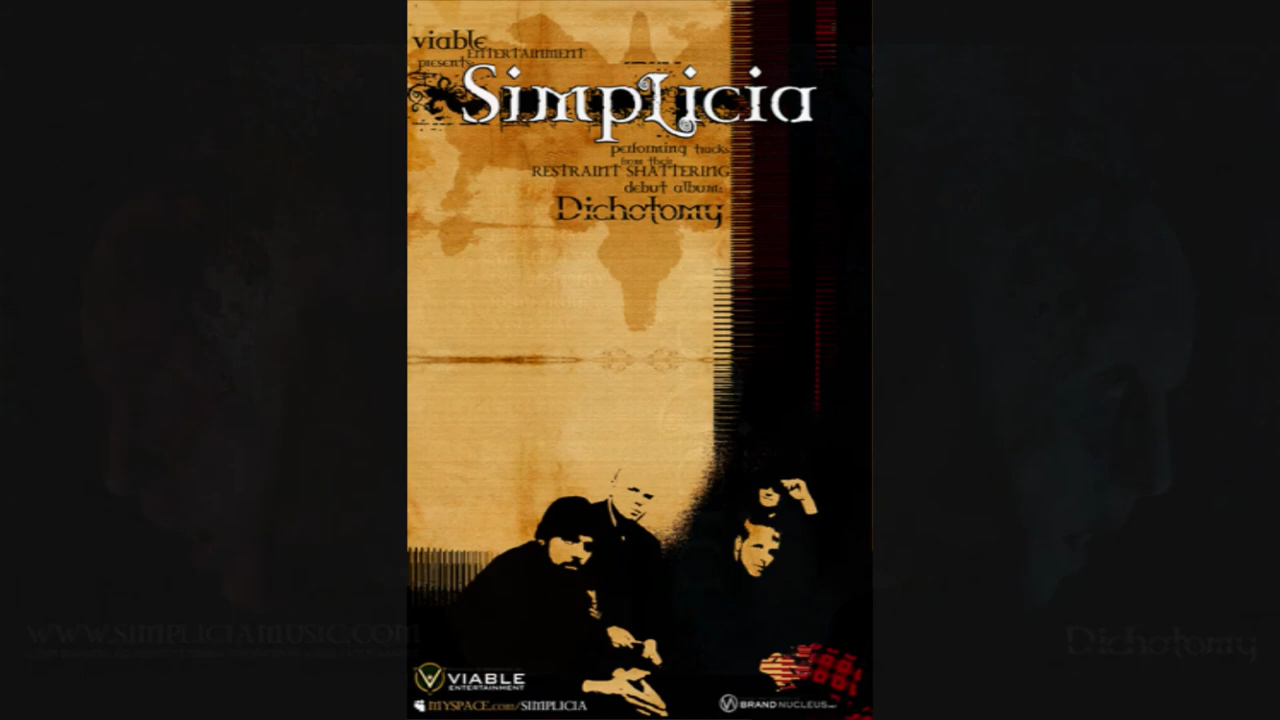 viable
ENTERTAINMENT
presents:
Simplicia
performing tracks
from their
RESTRAINT SHATTERING
debut album:
Dichotomy
WWW.SIMPLICIAMUSIC.COM
Dichotomy
VIABLE
ENTERTAINMENT
MYSPACE.com/SIMPLICIA
BRAND NUCLEUS.NET